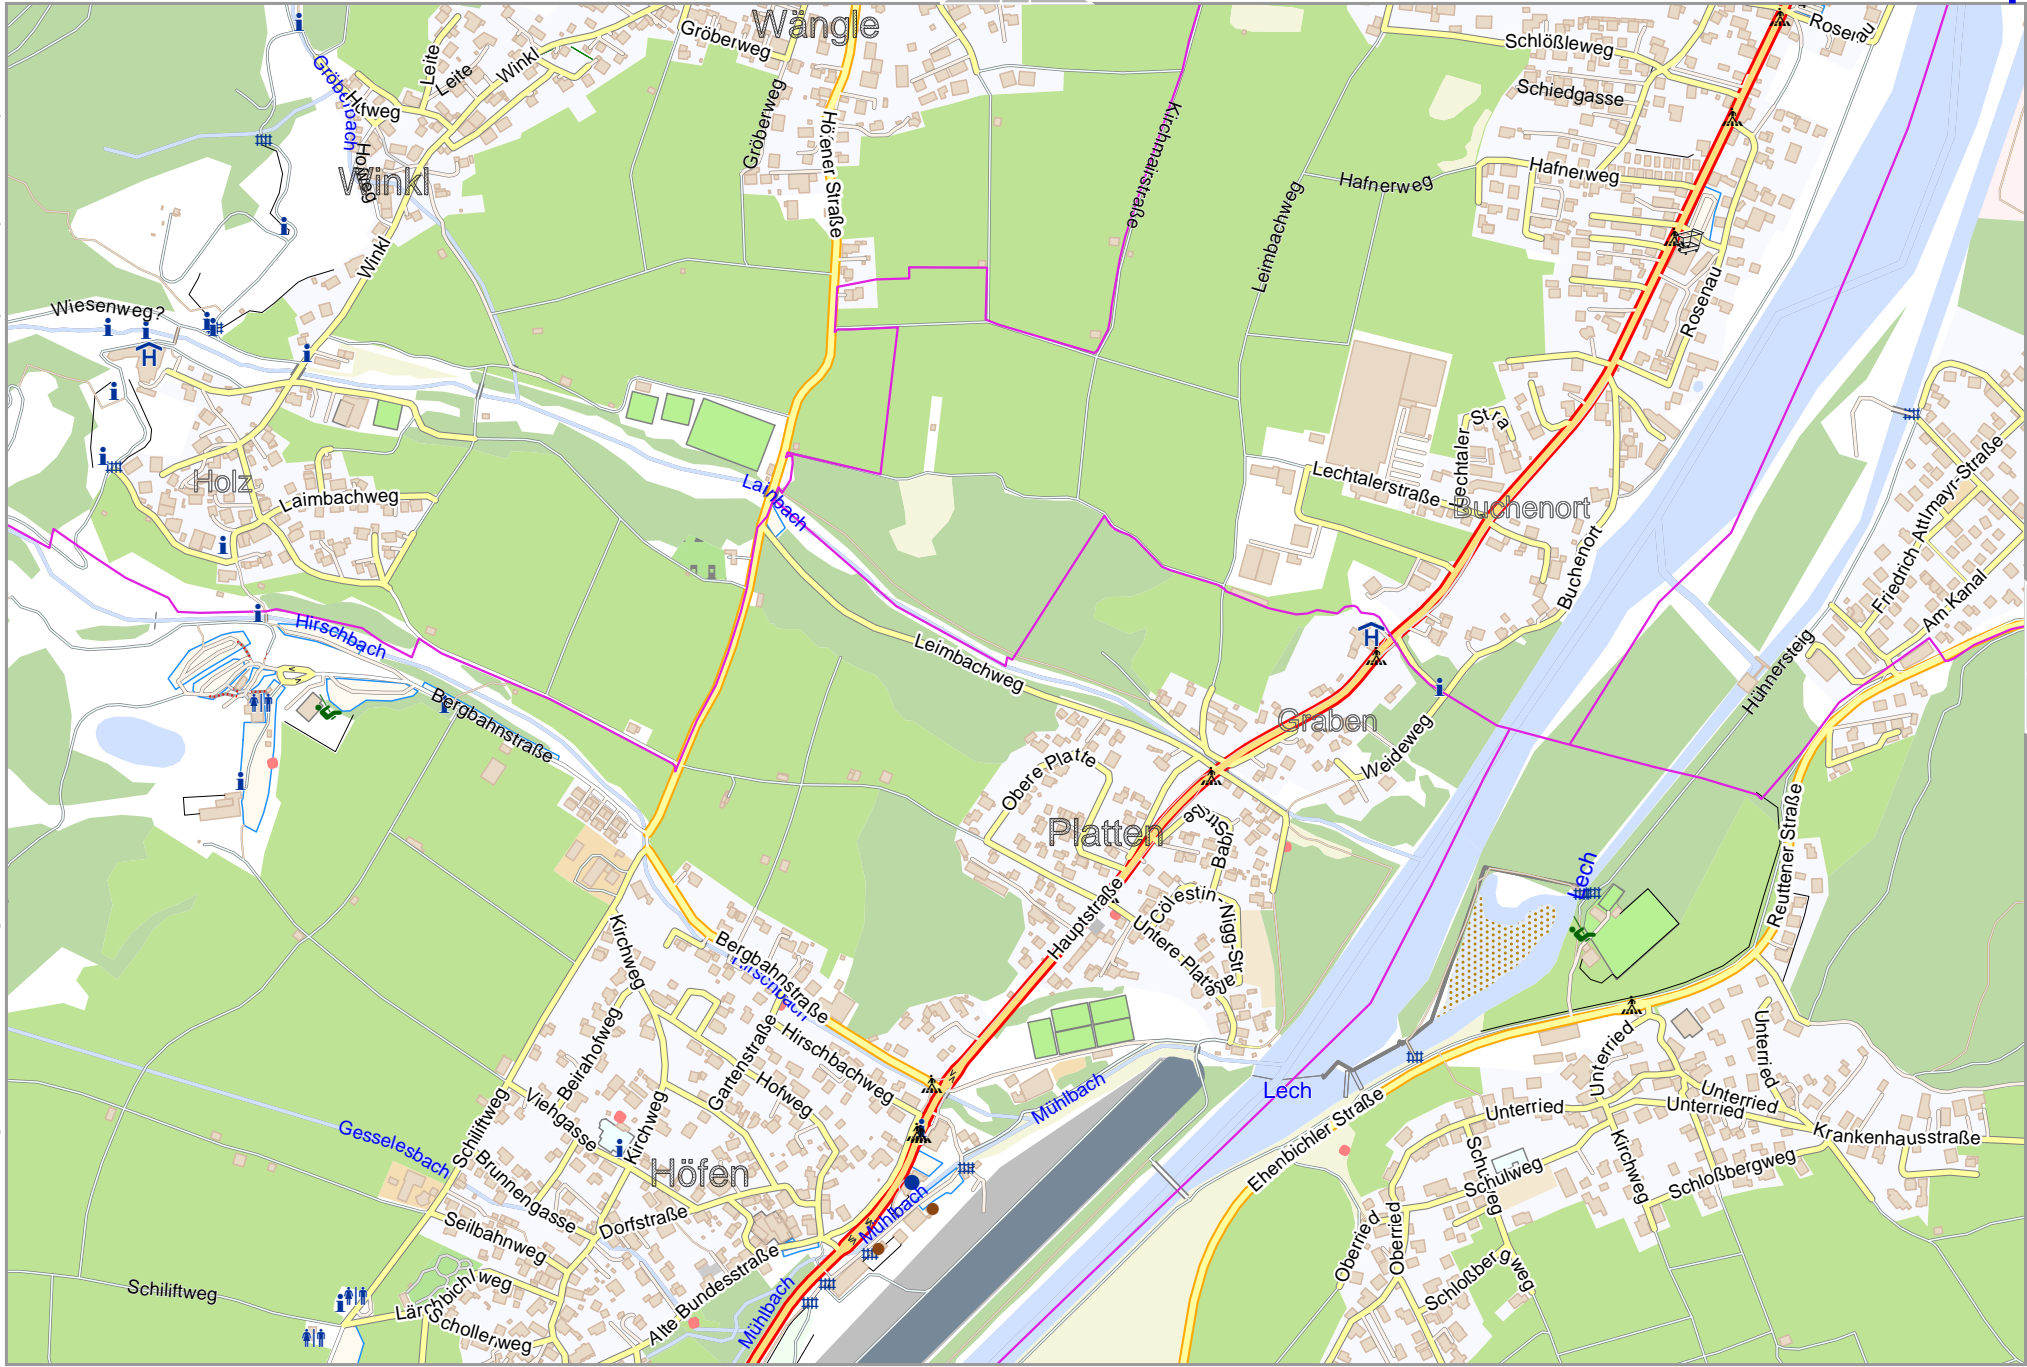 Wängle
Gröberweg
Rosenau
Schlößleweg
Leite
Winkl
Leite
Gröbenbach
Schiedgasse
Gröberweg
Höfener Straße
Kirchmairstraße
Hofweg
Winkl
Hafnerweg
Hafnerweg
Leimbachweg
Winkl
Rosenau
Wiesenweg?
H
Lechtaler Stra
Friedrich-Attlmayr-Straße
Holz
Laimbachweg
Lainbach
Lechtalerstraße
Buchenort
Buchenort
Am Kanal
Hirschbach
H
Leimbachweg
Hühnersteig
Bergbahnstraße
Graben
Weideweg
Obere Platte
Platten
Reuttener Straße
Lech
Hauptstraße
Cölestin-Nigg-Straße
Untere Platte
Kirchweg
Bergbahnstraße
Hirschbach
Hirschbachweg
Beirahofweg
Gartenstraße
Hofweg
Viehgasse
Kirchweg
Mühlbach
Lech
Ehenbichler Straße
Unterried
Unterried
Unterried
Unterried
Unterried
Krankenhausstraße
Gesselesbach
Schiliftweg
Brunnengasse
Höfen
Schulweg
Kirchweg
Schloßbergweg
Seilbahnweg
Dorfstraße
Mühlbach
Oberried
Oberried
Schloßbergweg
Schiliftweg
Lärchbichlweg
Schollerweg
Alte Bundesstraße
Mühlbach